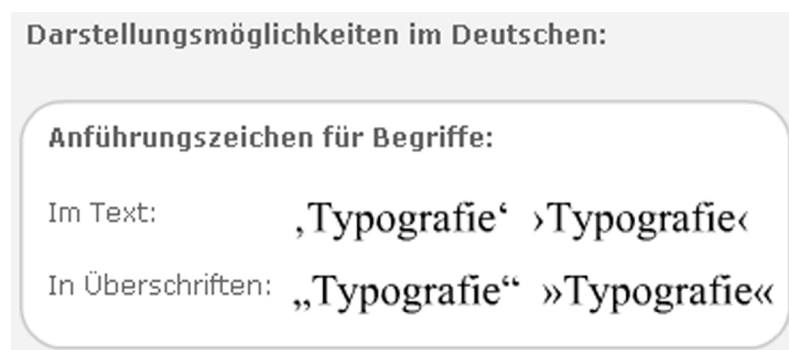 Darstellungsmöglichkeiten im Deutschen:
Anführungszeichen für Begriffe:
Im Text: ‚Typografie‘ ›Typografie‹
In Überschriften: „Typografie“ »Typografie«